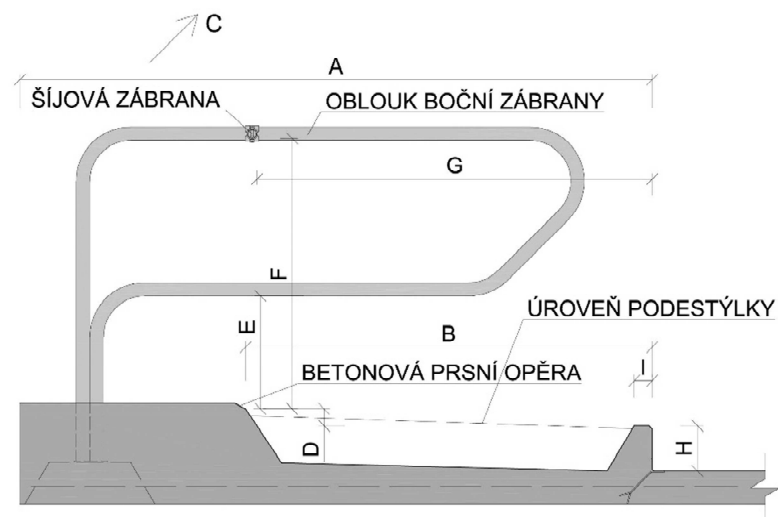 C
A
ŠÍJOVÁ ZÁBRANA
OBLOUK BOČNÍ ZÁBRANY
G
F
E
ÚROVEŇ PODESTÝLKY
B
I
BETONOVÁ PRSNÍ OPĚRA
D
H